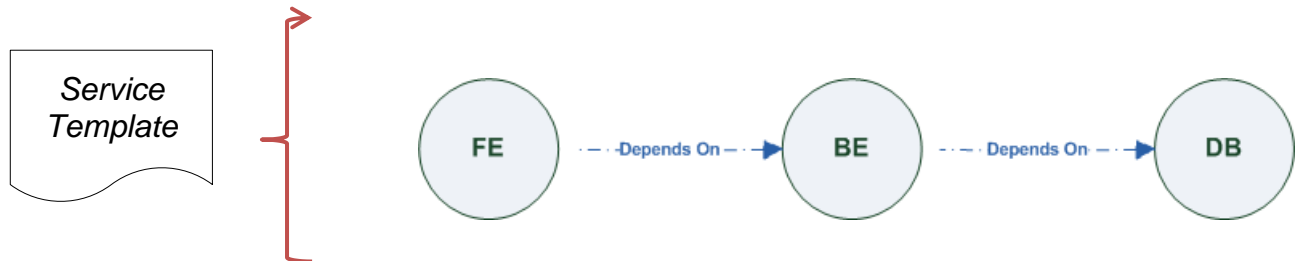 Service
Template
FE
Depends On
BE
Depends On
DB